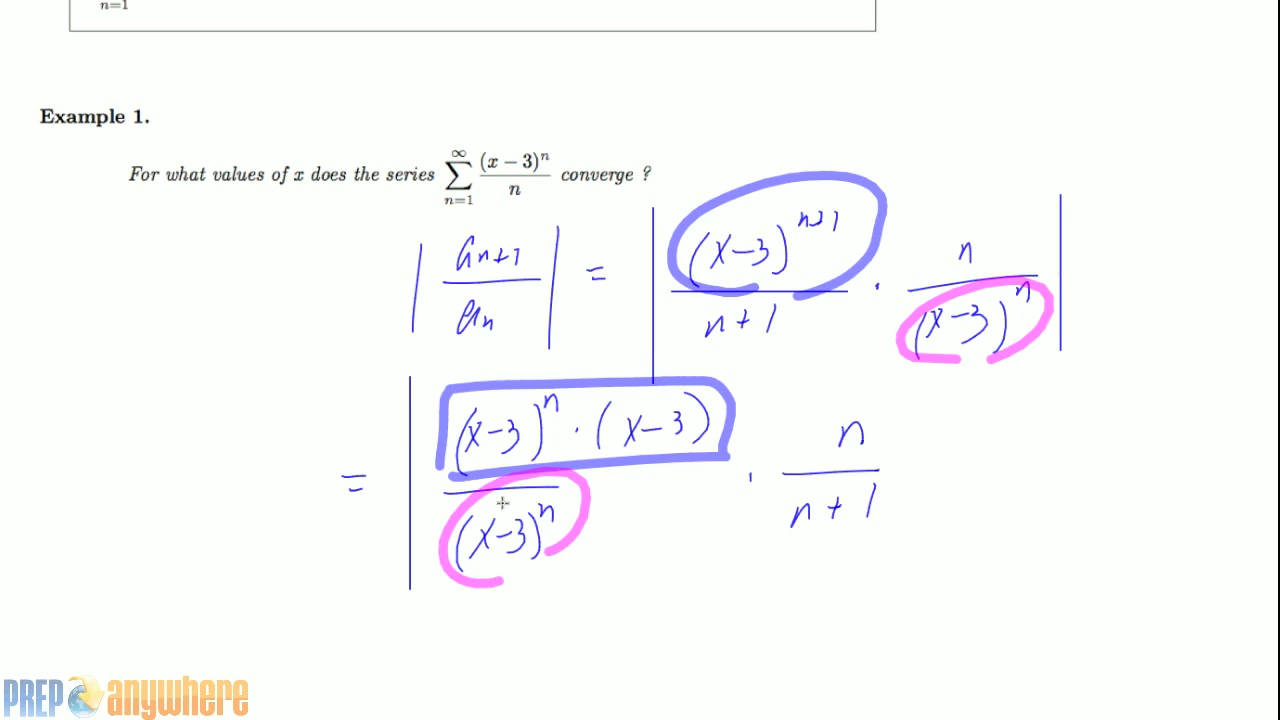 n=1
Example 1.
For what values of x does the series ∑_{n=1}^{∞} (x − 3)^n / n converge ?
| a_{n+1} / a_n | = | (x−3)^{n+1} / n+1 · n / (x−3)^n |
= | (x−3)^n · (x−3) / (x−3)^n · n / n+1
PREP anywhere